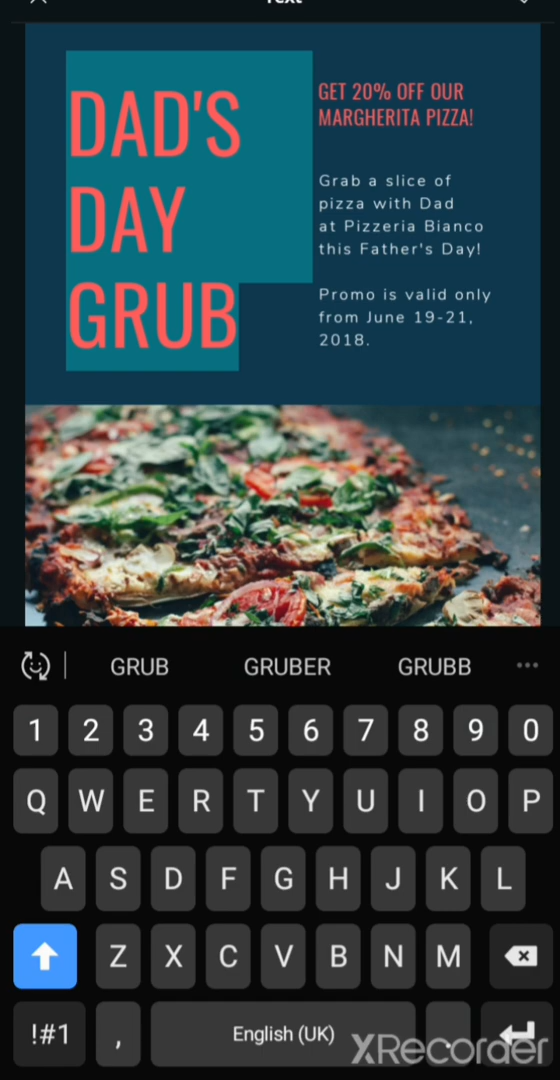 Text
DAD'S
DAY
GRUB
GET 20% OFF OUR
MARGHERITA PIZZA!
Grab a slice of
pizza with Dad
at Pizzeria Bianco
this Father's Day!
Promo is valid only
from June 19-21,
2018.
GRUB GRUBER GRUBB
1 2 3 4 5 6 7 8 9 0
Q W E R T Y U I O P
A S D F G H J K L
Z X C V B N M
!#1 , English (UK) .
XRecorder